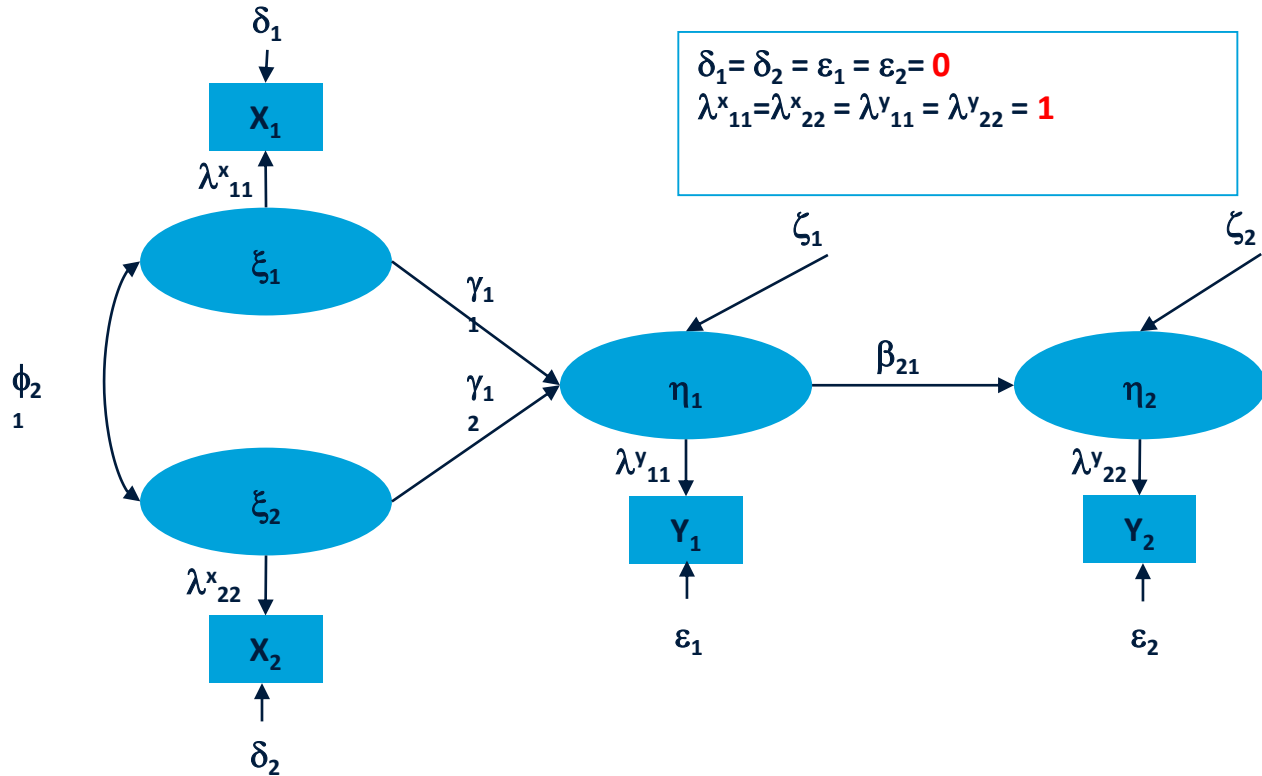 δ₁
δ₁= δ₂ = ε₁ = ε₂= 0
λˣ₁₁=λˣ₂₂ = λʸ₁₁ = λʸ₂₂ = 1
X₁
λˣ₁₁
ζ₁
ζ₂
ξ₁
γ₁
₁
β₂₁
ϕ₂
₁
γ₁
₂
η₁
η₂
λʸ₁₁
λʸ₂₂
ξ₂
Y₁
Y₂
λˣ₂₂
X₂
ε₁
ε₂
δ₂